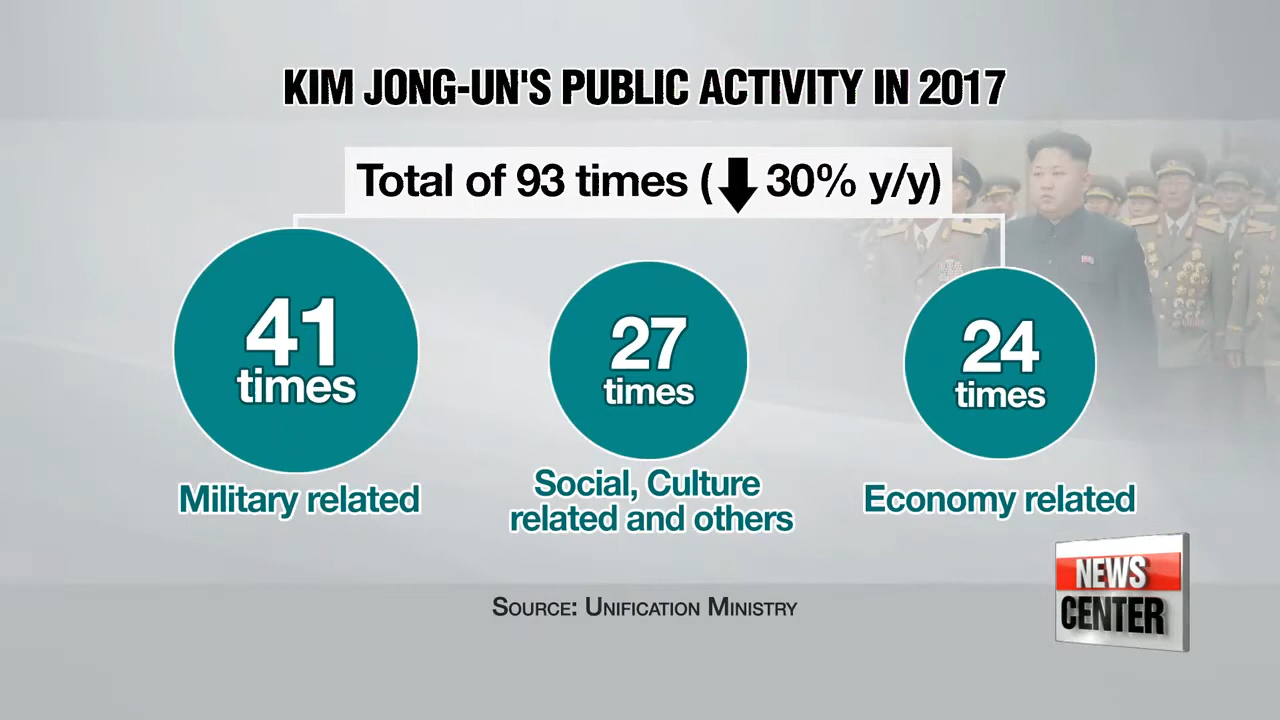 KIM JONG-UN'S PUBLIC ACTIVITY IN 2017
Total of 93 times (⬇ 30% y/y)
41
times
27
times
24
times
Military related
Social, Culture
related and others
Economy related
SOURCE: UNIFICATION MINISTRY
NEWS
CENTER